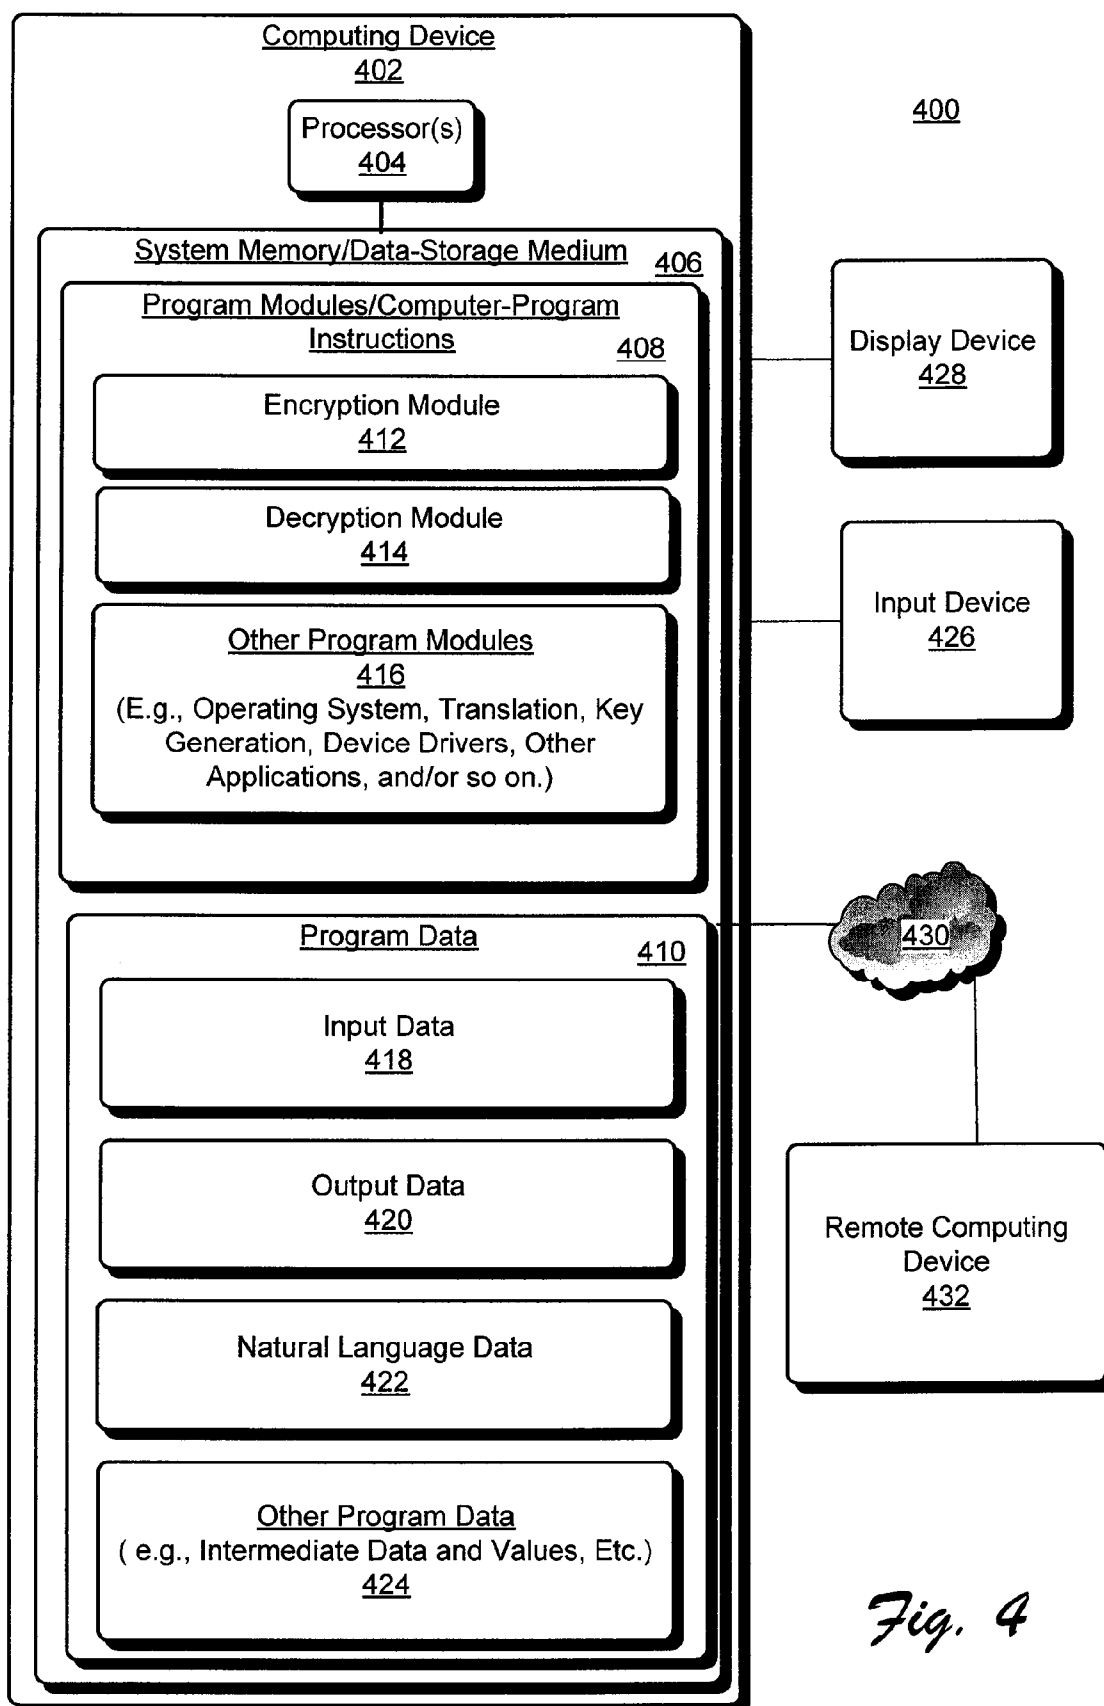 Computing Device
402
400
Processor(s)
404
System Memory/Data-Storage Medium
406
Program Modules/Computer-Program
Instructions
408
Encryption Module
412
Decryption Module
414
Other Program Modules
416
(E.g., Operating System, Translation, Key
Generation, Device Drivers, Other
Applications, and/or so on.)
Display Device
428
Input Device
426
Program Data
410
430
Input Data
418
Output Data
420
Natural Language Data
422
Other Program Data
( e.g., Intermediate Data and Values, Etc.)
424
Remote Computing
Device
432
Fig. 4